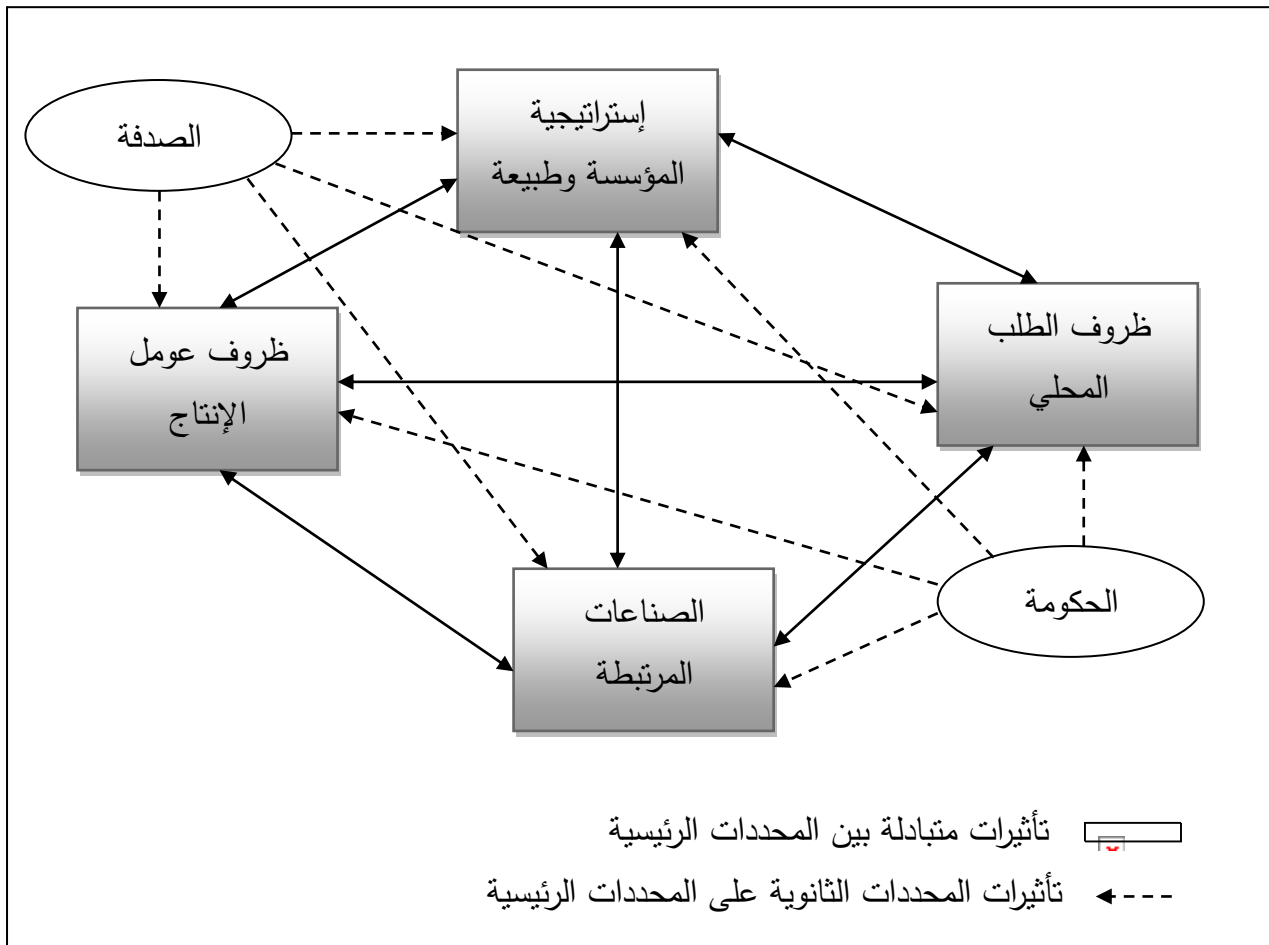 إستراتيجية
المؤسسة وطبيعة
الصدفة
ظروف الطلب
المحلي
ظروف عومل
الإنتاج
الصناعات
المرتبطة
الحكومة
تأثيرات متبادلة بين المحددات الرئيسية
تأثيرات المحددات الثانوية على المحددات الرئيسية